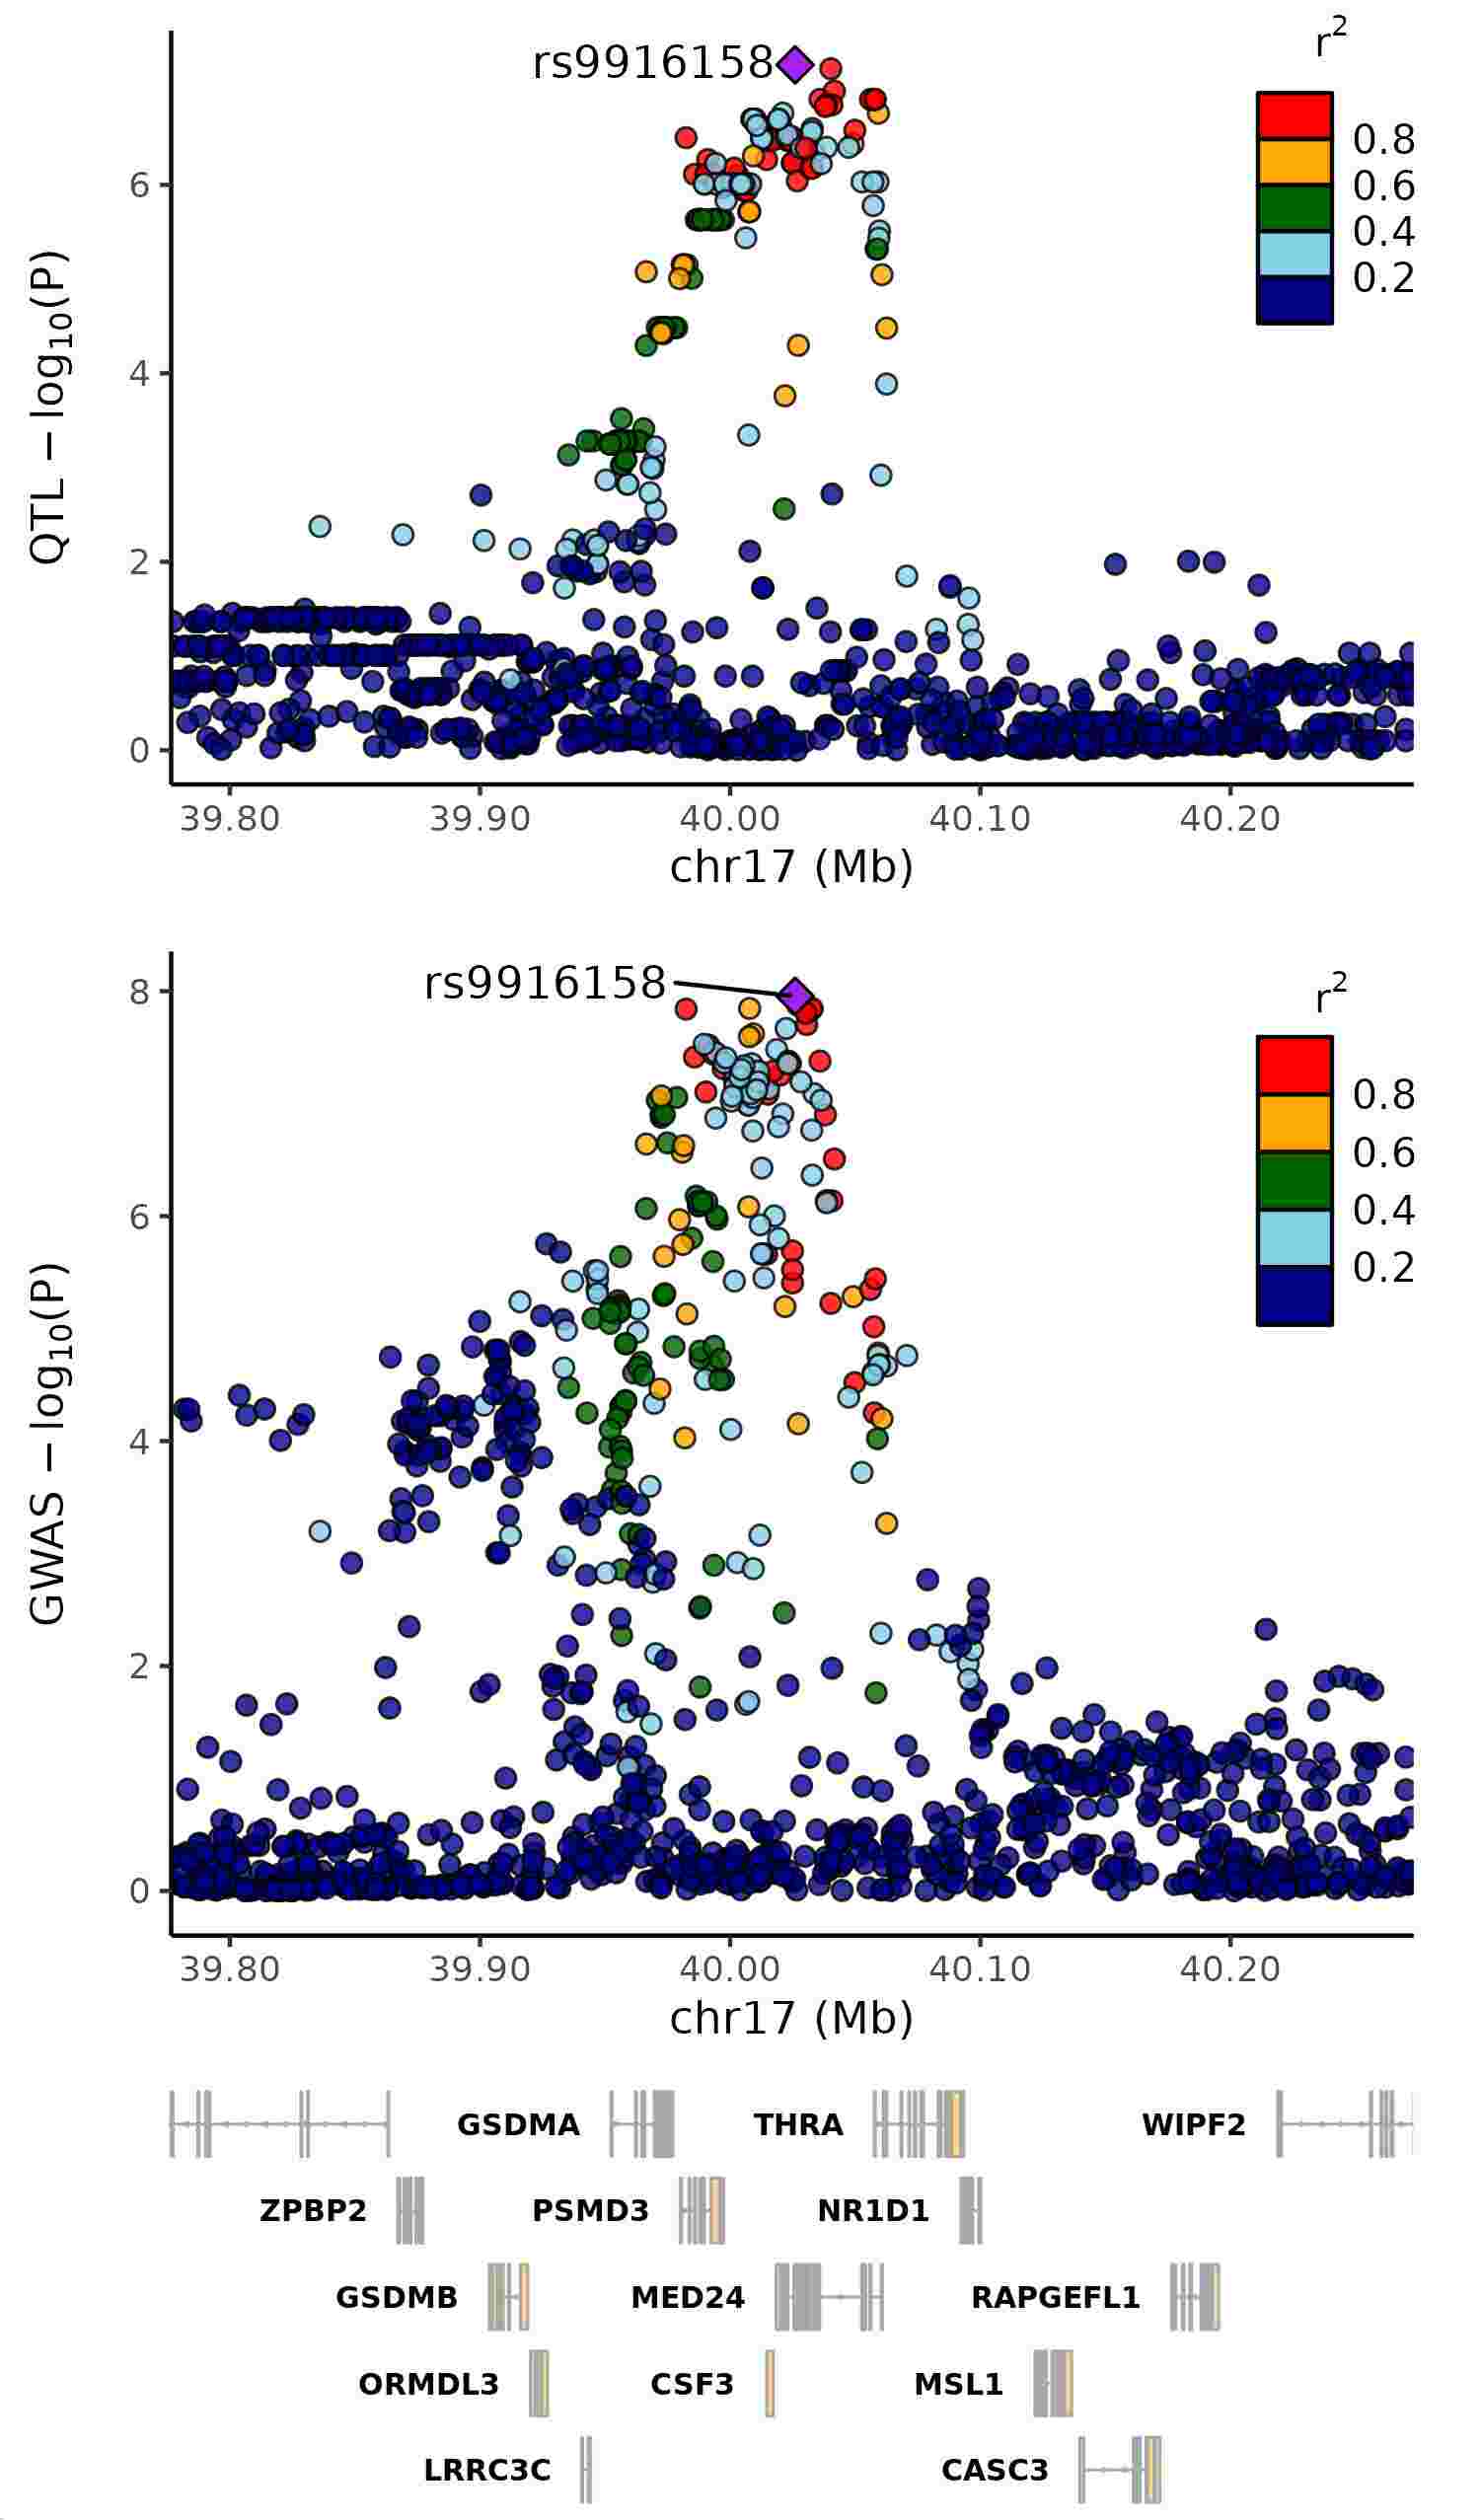 r²
rs9916158
0.8
0.6
0.4
0.2
QTL − log₁₀(P)
6
4
2
0
39.80 39.90 40.00 40.10 40.20
chr17 (Mb)
r²
rs9916158
0.8
0.6
0.4
0.2
GWAS − log₁₀(P)
8
6
4
2
0
39.80 39.90 40.00 40.10 40.20
chr17 (Mb)
GSDMA THRA WIPF2
ZPBP2 PSMD3 NR1D1
GSDMB MED24 RAPGEFL1
ORMDL3 CSF3 MSL1
LRRC3C CASC3